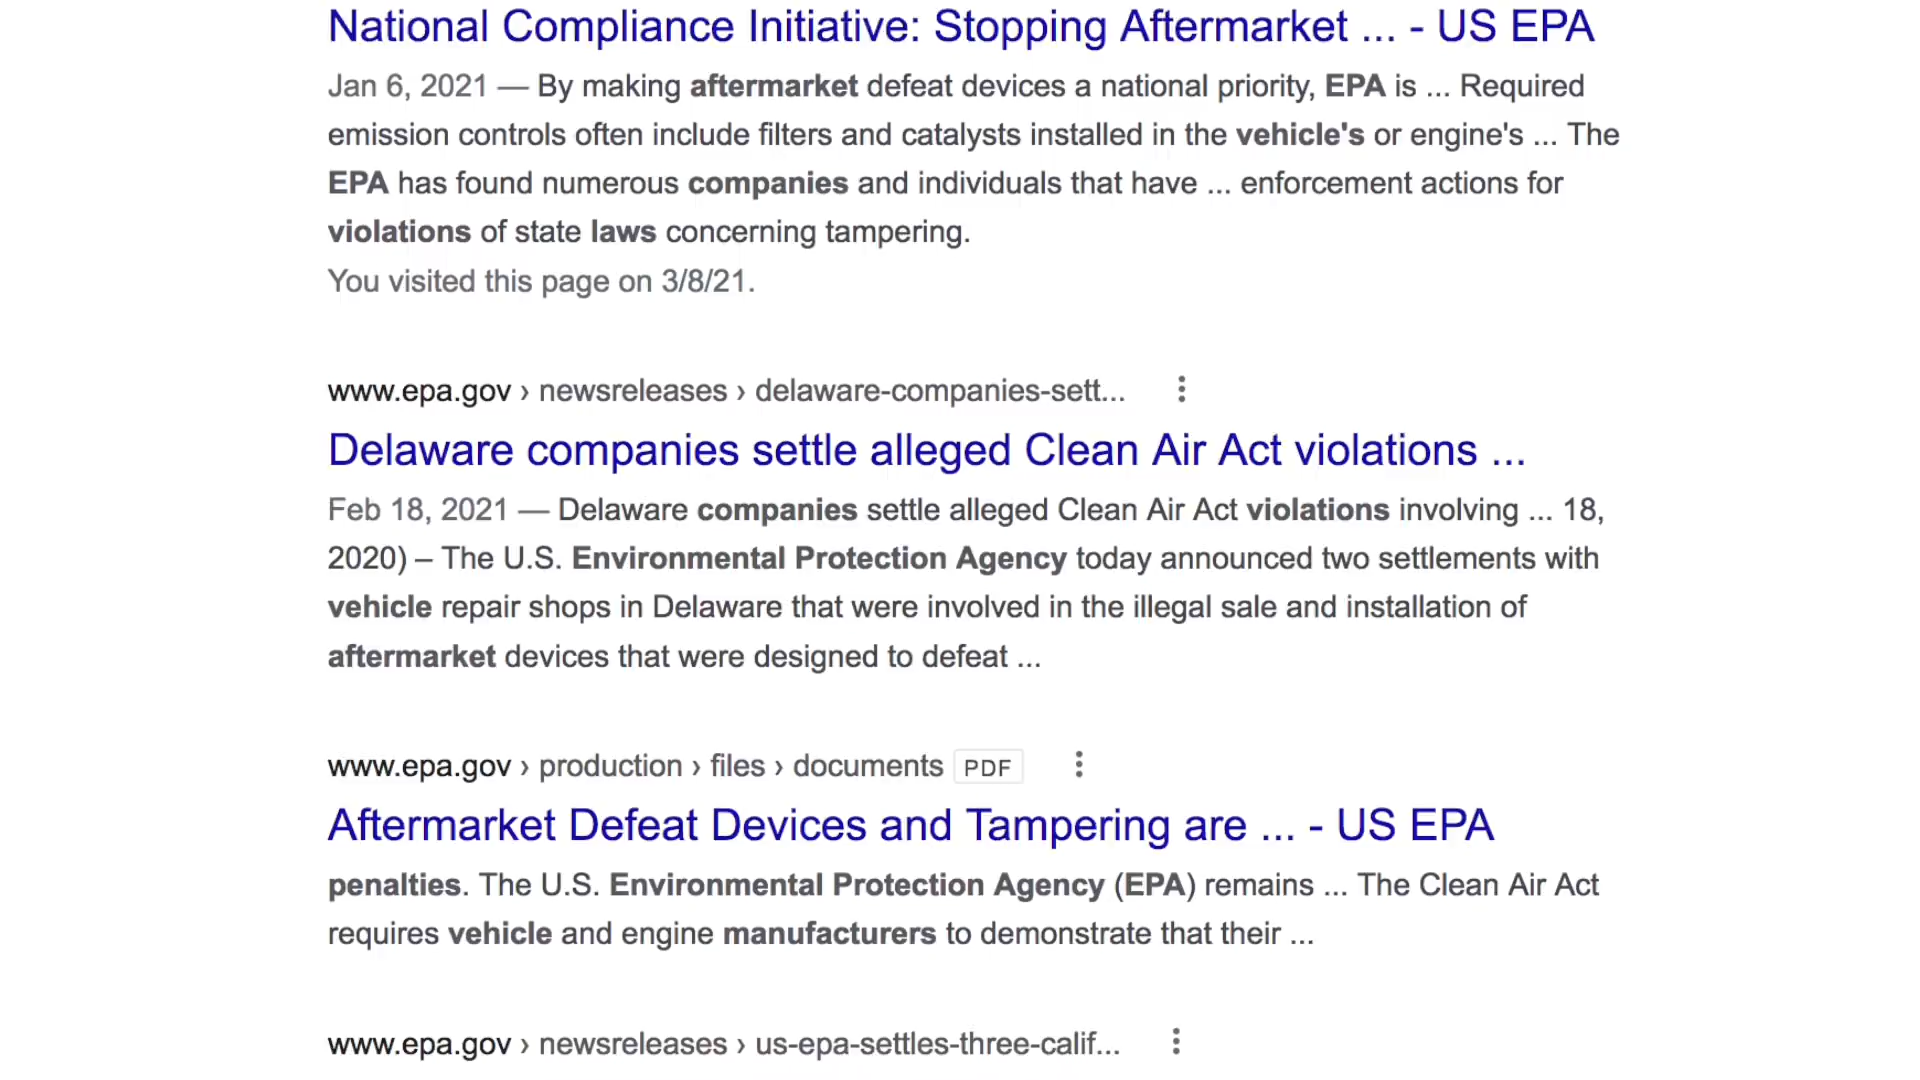 National Compliance Initiative: Stopping Aftermarket ... - US EPA
Jan 6, 2021 — By making aftermarket defeat devices a national priority, EPA is ... Required
emission controls often include filters and catalysts installed in the vehicle's or engine's ... The
EPA has found numerous companies and individuals that have ... enforcement actions for
violations of state laws concerning tampering.
You visited this page on 3/8/21.
www.epa.gov › newsreleases › delaware-companies-sett...
Delaware companies settle alleged Clean Air Act violations ...
Feb 18, 2021 — Delaware companies settle alleged Clean Air Act violations involving ... 18,
2020) – The U.S. Environmental Protection Agency today announced two settlements with
vehicle repair shops in Delaware that were involved in the illegal sale and installation of
aftermarket devices that were designed to defeat ...
www.epa.gov › production › files › documents PDF
Aftermarket Defeat Devices and Tampering are ... - US EPA
penalties. The U.S. Environmental Protection Agency (EPA) remains ... The Clean Air Act
requires vehicle and engine manufacturers to demonstrate that their ...
www.epa.gov › newsreleases › us-epa-settles-three-calif...